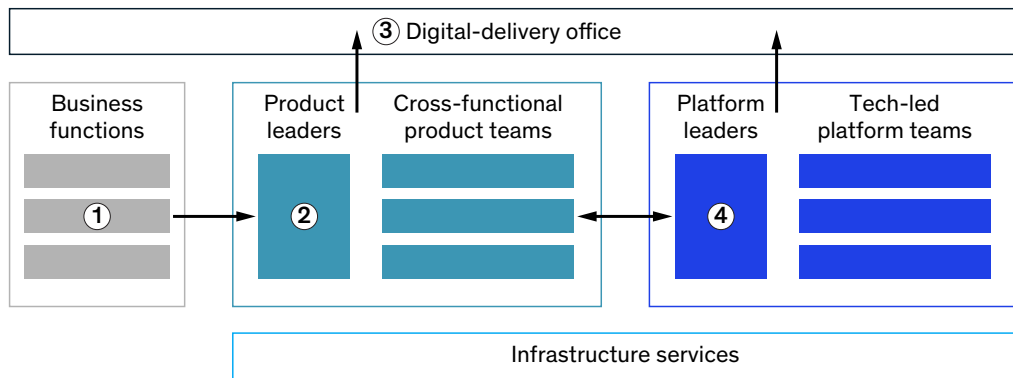 3 Digital-delivery office
Business
functions
Product
leaders
Cross-functional
product teams
Platform
leaders
Tech-led
platform teams
1
2
4
Infrastructure services